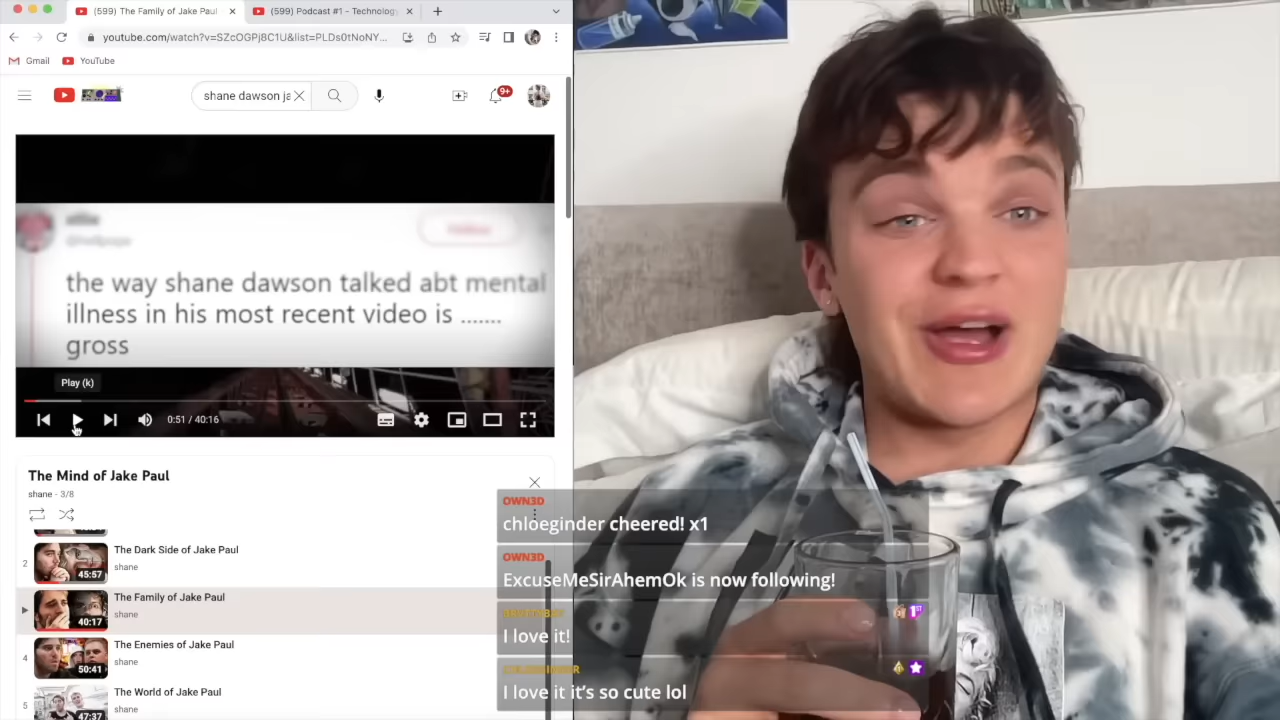 (599) The Family of Jake Paul
(599) Podcast #1 - Technology
youtube.com/watch?v=SZcOGPj8C1U&list=PLDs0tNoNY...
Gmail
YouTube
shane dawson ja
9+
the way shane dawson talked abt mental
illness in his most recent video is .......
gross
Play (k)
0:51 / 40:16
The Mind of Jake Paul
shane - 3/8
2
The Dark Side of Jake Paul
shane
45:57
The Family of Jake Paul
shane
40:17
4
The Enemies of Jake Paul
shane
50:41
5
The World of Jake Paul
shane
47:37
OWN3D
chloeginder cheered! x1
OWN3D
ExcuseMeSirAhemOk is now following!
1ST
I love it!
I love it it's so cute lol